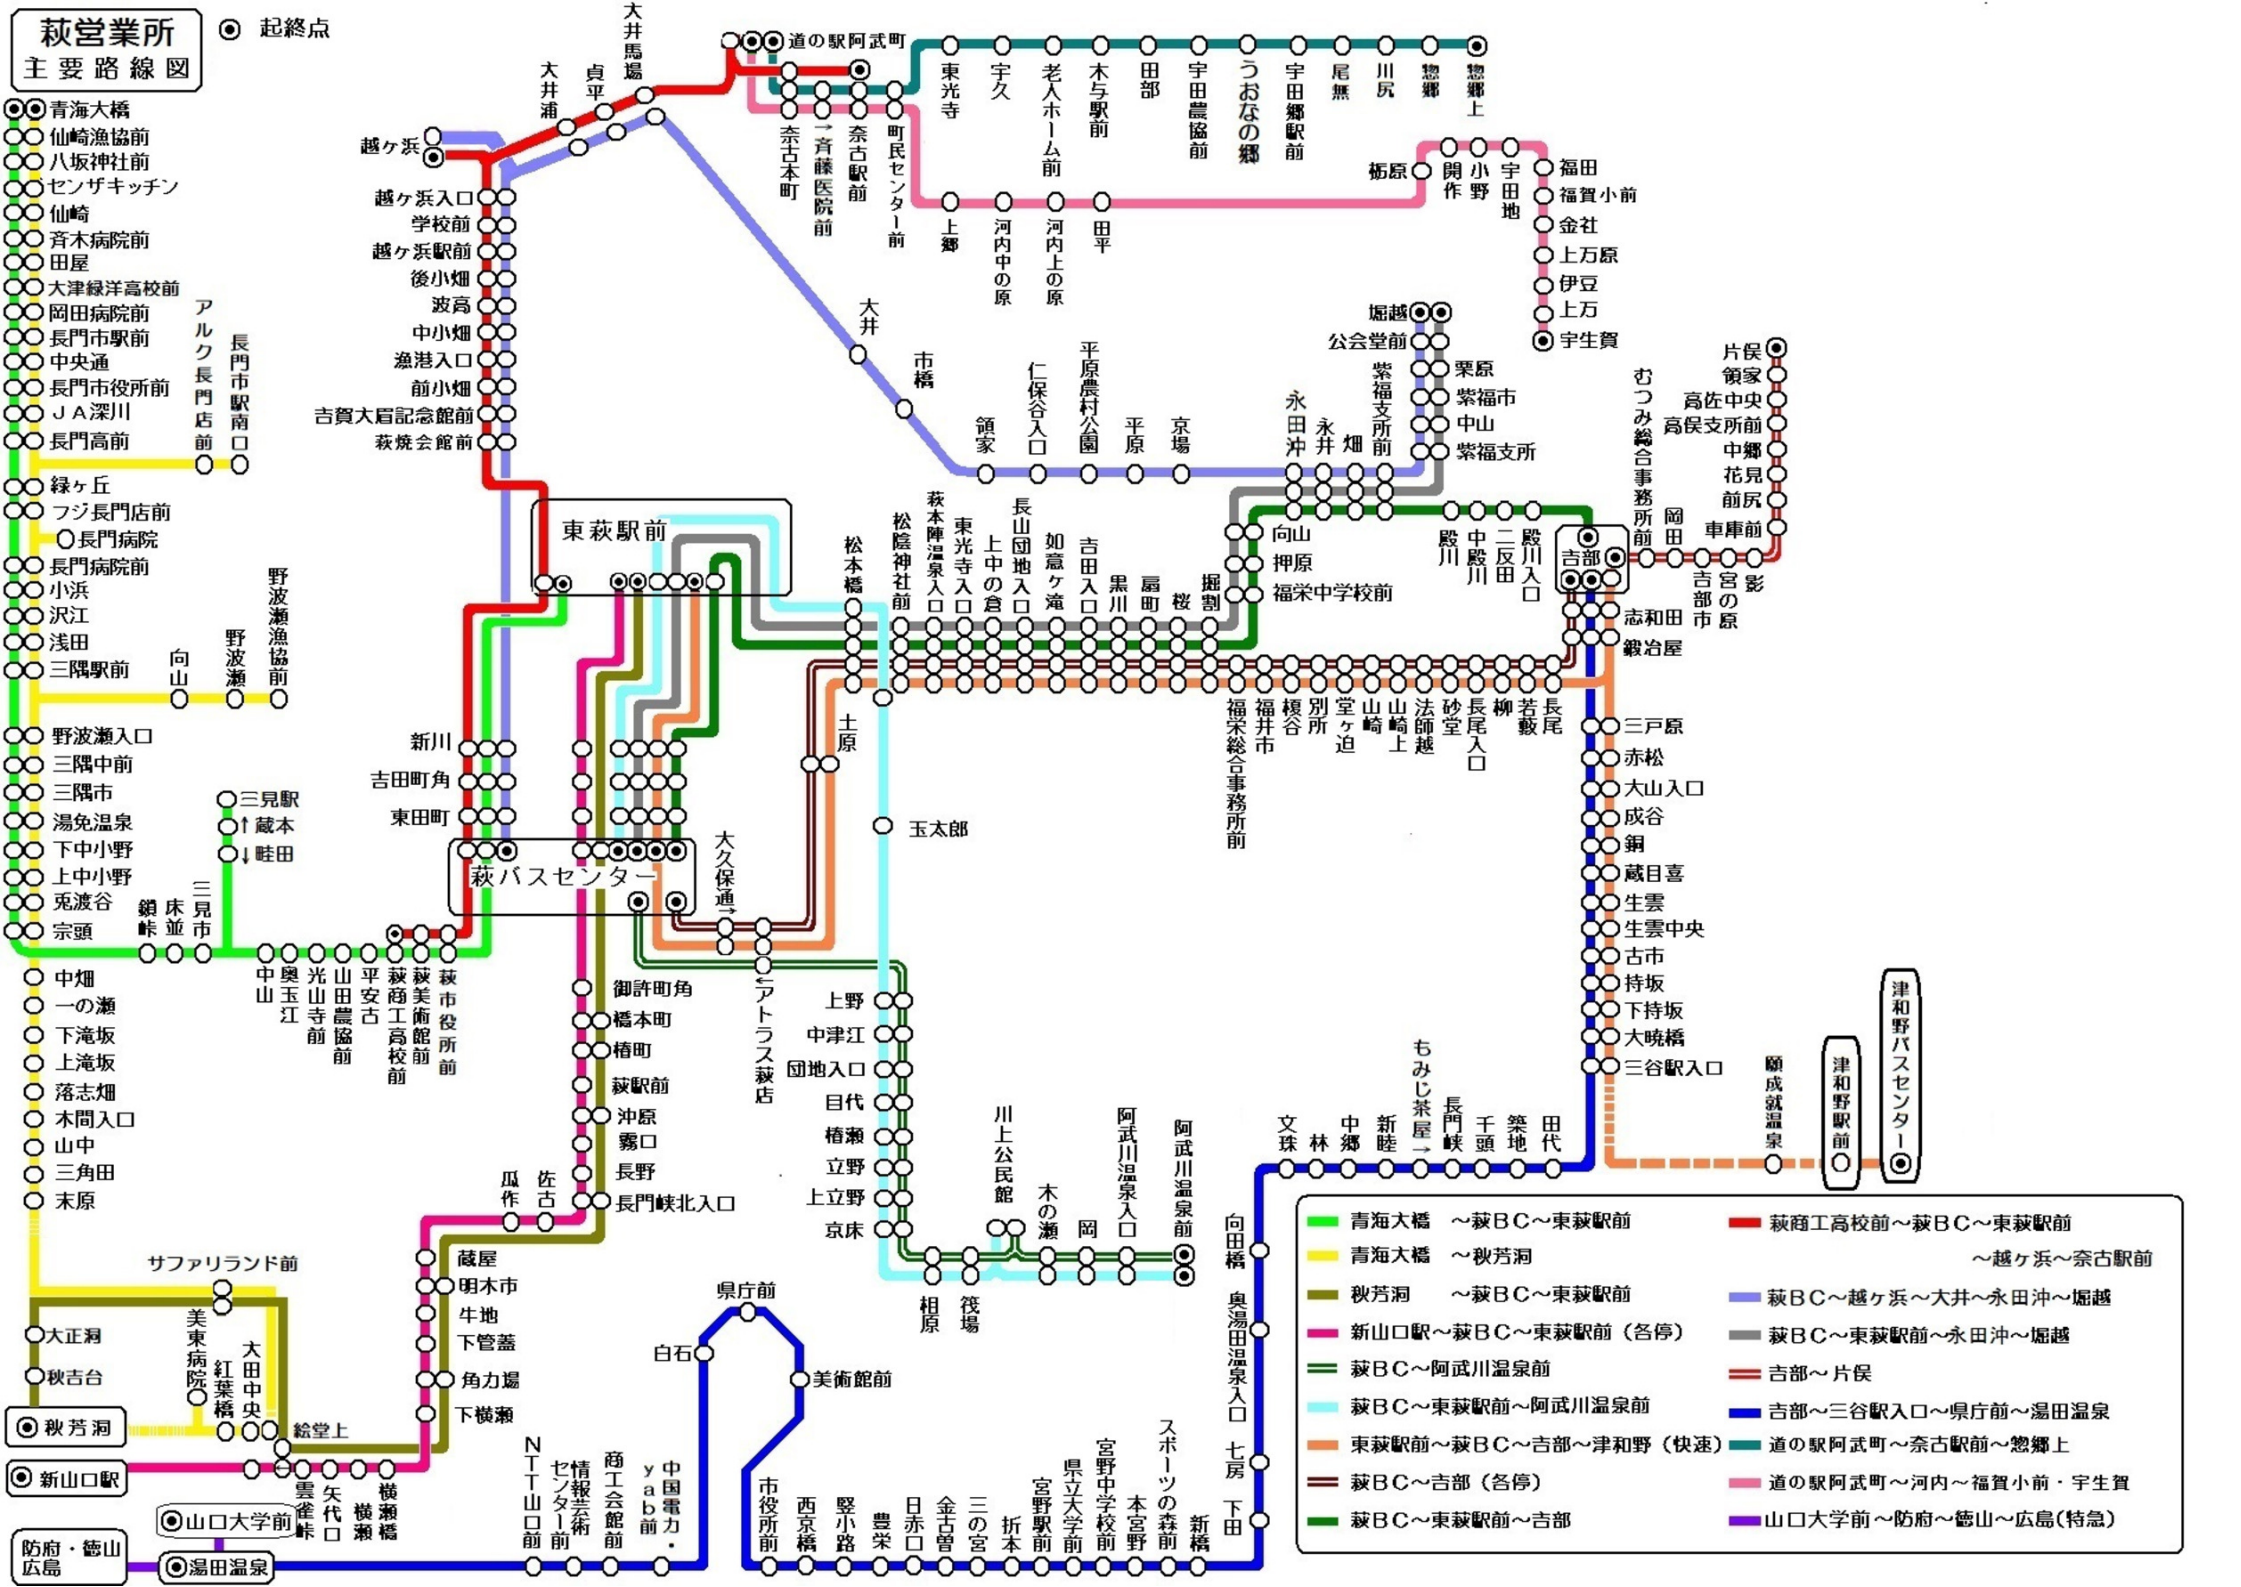 萩営業所
主要路線図
起終点
青海大橋
仙崎漁協前
八坂神社前
センザキッチン
仙崎
斉木病院前
田屋
大津緑洋高校前
岡田病院前
長門市駅前
中央通
長門市役所前
ＪＡ深川
長門高前
アルク長門店前
長門市駅南口
緑ヶ丘
フジ長門店前
長門病院
長門病院前
小浜
沢江
浅田
三隅駅前
向山
野波瀬
野波瀬漁協前
野波瀬入口
三隅中前
三隅市
湯免温泉
下中小野
上中小野
兎渡谷
宗頭
三見駅
↑蔵本
↓畦田
鎖峠
床並
三見市
中山
奥玉江
光山寺前
山田農協前
平安古
萩商工高校前
萩美術館前
萩市役所前
中畑
一の瀬
下滝坂
上滝坂
落志畑
木間入口
山中
三角田
末原
サファリランド前
大正洞
秋吉台
秋芳洞
美東病院
紅葉橋
大田中央
絵堂上
新山口駅
雲雀峠
矢代口
横瀬
横瀬橋
山口大学前
防府・徳山
広島
湯田温泉
越ヶ浜
大井浦
貞平
大井馬場
越ヶ浜入口
学校前
越ヶ浜駅前
後小畑
波高
中小畑
漁港入口
前小畑
吉賀大眉記念館前
萩焼会館前
東萩駅前
新川
吉田町角
東田町
萩バスセンター
大久保通→
←アトラス萩店
土原
御許町角
橋本町
椿町
萩駅前
沖原
霧口
長野
長門峡北入口
瓜作
佐古
蔵屋
明木市
牛地
下菅蓋
角力場
下横瀬
道の駅阿武町
奈古本町
→斉藤医院前
奈古駅前
町民センター前
東光寺
宇久
老人ホーム前
木与駅前
田部
宇田農協前
うおなの郷
宇田郷駅前
尾無
川尻
惣郷
惣郷上
上郷
河内中の原
河内上の原
田平
栃原
開作
小野
宇田地
福田
福賀小前
金社
上万原
伊豆
上万
宇生賀
大井
市橋
領家
仁保谷入口
平原農村公園
平原
京場
永田沖
永井
畑
紫福支所前
堀越
公会堂前
栗原
紫福市
中山
紫福支所
松本橋
松陰神社前
萩本陣温泉入口
東光寺入口
上中の倉
長山団地入口
如意ヶ滝
吉田入口
黒川
扇町
桜
掘割
向山
押原
福栄中学校前
殿川
中殿川
二反田
殿川入口
吉部
むつみ総合事務所前
岡田
吉部市
宮の原
影
車庫前
前尻
花見
中郷
高俣支所前
高佐中央
領家
片俣
福栄総合事務所前
福井市
榎谷
別所
堂ヶ迫
山崎
山崎上
法師越
砂堂
長尾入口
柳
若藪
長尾
志和田
鍛冶屋
三戸原
赤松
大山入口
成谷
銅
蔵目喜
生雲
生雲中央
古市
持坂
下持坂
大暁橋
三谷駅入口
願成就温泉
津和野駅前
津和野バスセンター
玉太郎
上野
中津江
団地入口
目代
椿瀬
立野
上立野
京床
相原
筏場
川上公民館
木の瀬
岡
阿武川温泉入口
阿武川温泉前
文珠
林
中郷
新睦
もみじ茶屋→
長門峡
千頭
築地
田代
向田橋
奥湯田温泉入口
七房
下田
県庁前
白石
美術館前
ＮＴＴ山口前
情報芸術センター前
商工会館前
中国電力・ｙａｂ前
市役所前
西京橋
竪小路
豊栄
日赤口
金古曽
三の宮
折本
宮野駅前
県立大学前
宮野中学校前
本宮野
スポーツの森前
新橋
青海大橋　～萩ＢＣ～東萩駅前
青海大橋　～秋芳洞
秋芳洞　～萩ＢＣ～東萩駅前
新山口駅～萩ＢＣ～東萩駅前（各停）
萩ＢＣ～阿武川温泉前
萩ＢＣ～東萩駅前～阿武川温泉前
東萩駅前～萩ＢＣ～吉部～津和野（快速）
萩ＢＣ～吉部（各停）
萩ＢＣ～東萩駅前～吉部
萩商工高校前～萩ＢＣ～東萩駅前
～越ヶ浜～奈古駅前
萩ＢＣ～越ヶ浜～大井～永田沖～堀越
萩ＢＣ～東萩駅前～永田沖～堀越
吉部～片俣
吉部～三谷駅入口～県庁前～湯田温泉
道の駅阿武町～奈古駅前～惣郷上
道の駅阿武町～河内～福賀小前・宇生賀
山口大学前～防府～徳山～広島(特急)